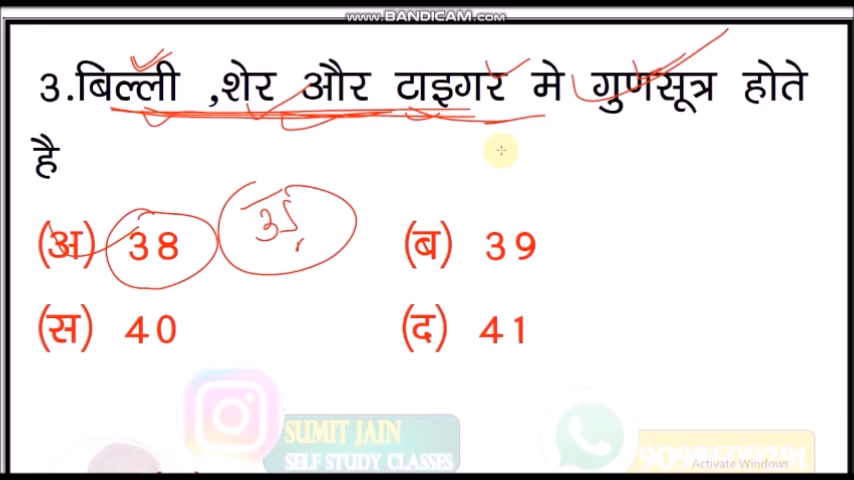 WWW.BANDICAM.COM
3.बिल्ली ,शेर और टाइगर मे गुणसूत्र होते
है
(अ) 38
(ब) 39
(स) 40
(द) 41
SUMIT JAIN
SELF STUDY CLASSES
Activate Windows